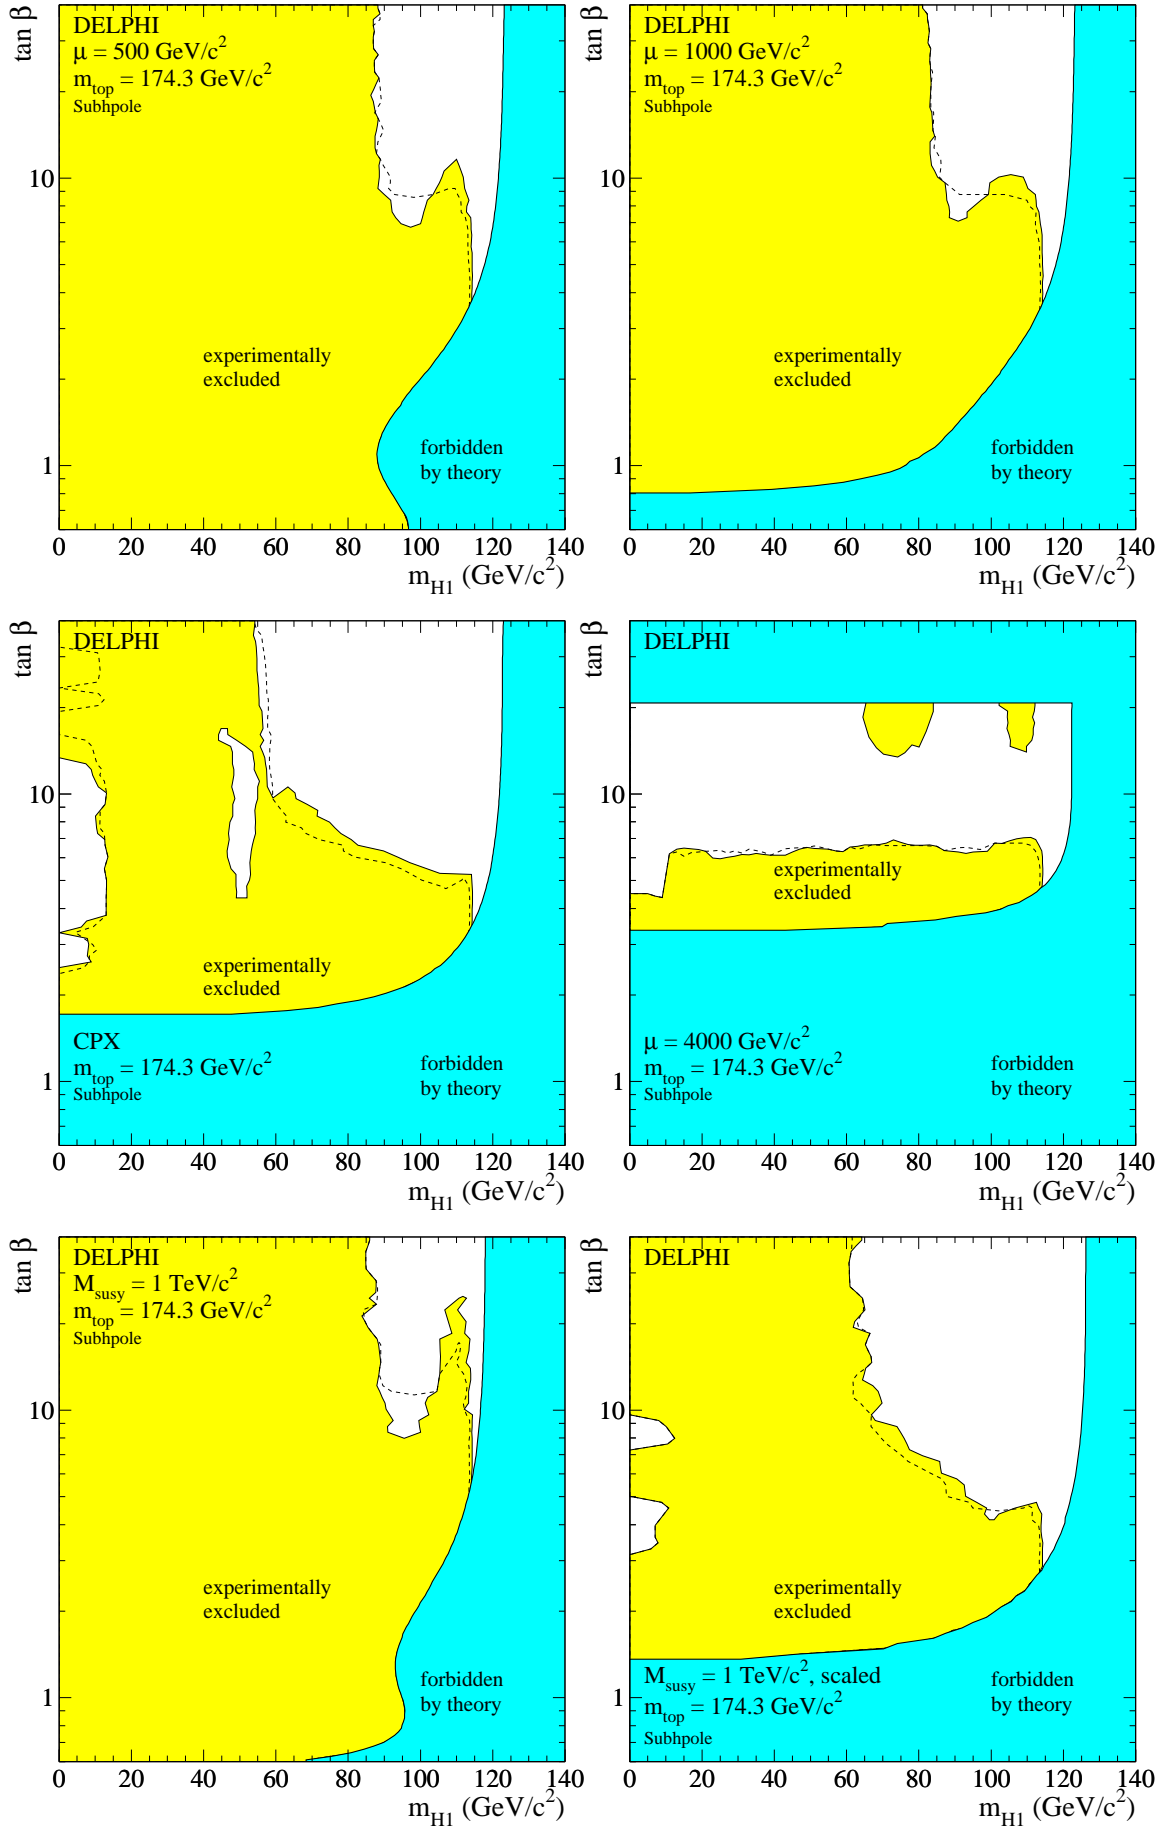 DELPHI
μ = 500 GeV/c²
m_top = 174.3 GeV/c²
Subhpole
experimentally
excluded
forbidden
by theory
tan β
10
1
0 20 40 60 80 100 120 140
m_H1 (GeV/c²)
DELPHI
μ = 1000 GeV/c²
m_top = 174.3 GeV/c²
Subhpole
experimentally
excluded
forbidden
by theory
tan β
10
1
0 20 40 60 80 100 120 140
m_H1 (GeV/c²)
DELPHI
experimentally
excluded
CPX
m_top = 174.3 GeV/c²
Subhpole
forbidden
by theory
tan β
10
1
0 20 40 60 80 100 120 140
m_H1 (GeV/c²)
DELPHI
experimentally
excluded
μ = 4000 GeV/c²
m_top = 174.3 GeV/c²
Subhpole
forbidden
by theory
tan β
10
1
0 20 40 60 80 100 120 140
m_H1 (GeV/c²)
DELPHI
M_susy = 1 TeV/c²
m_top = 174.3 GeV/c²
Subhpole
experimentally
excluded
forbidden
by theory
tan β
10
1
0 20 40 60 80 100 120 140
m_H1 (GeV/c²)
DELPHI
experimentally
excluded
M_susy = 1 TeV/c², scaled
m_top = 174.3 GeV/c²
Subhpole
forbidden
by theory
tan β
10
1
0 20 40 60 80 100 120 140
m_H1 (GeV/c²)